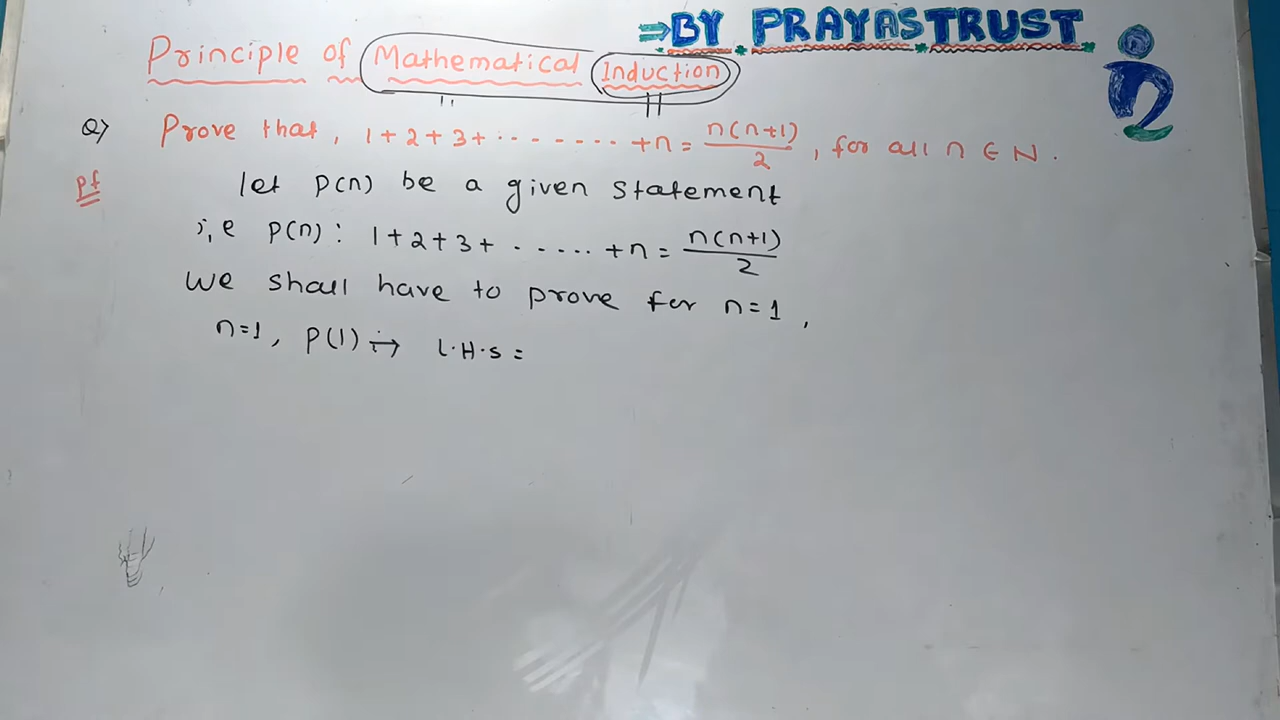 ⇒BY PRAYASTRUST
Principle of Mathematical Induction
Q) Prove that, 1+2+3+........+n = n(n+1)/2, for all n ∈ N.
Pf let P(n) be a given statement
i,e P(n): 1+2+3+......+n = n(n+1)/2
We shall have to prove for n=1,
n=1, P(1) ÷→ L.H.S =